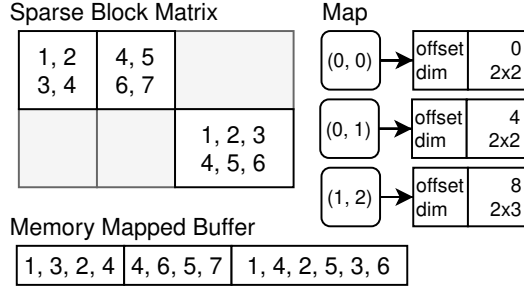 Sparse Block Matrix
1, 2
3, 4
4, 5
6, 7
1, 2, 3
4, 5, 6
Map
(0, 0)
offset 0
dim 2x2
(0, 1)
offset 4
dim 2x2
(1, 2)
offset 8
dim 2x3
Memory Mapped Buffer
1, 3, 2, 4 4, 6, 5, 7 1, 4, 2, 5, 3, 6